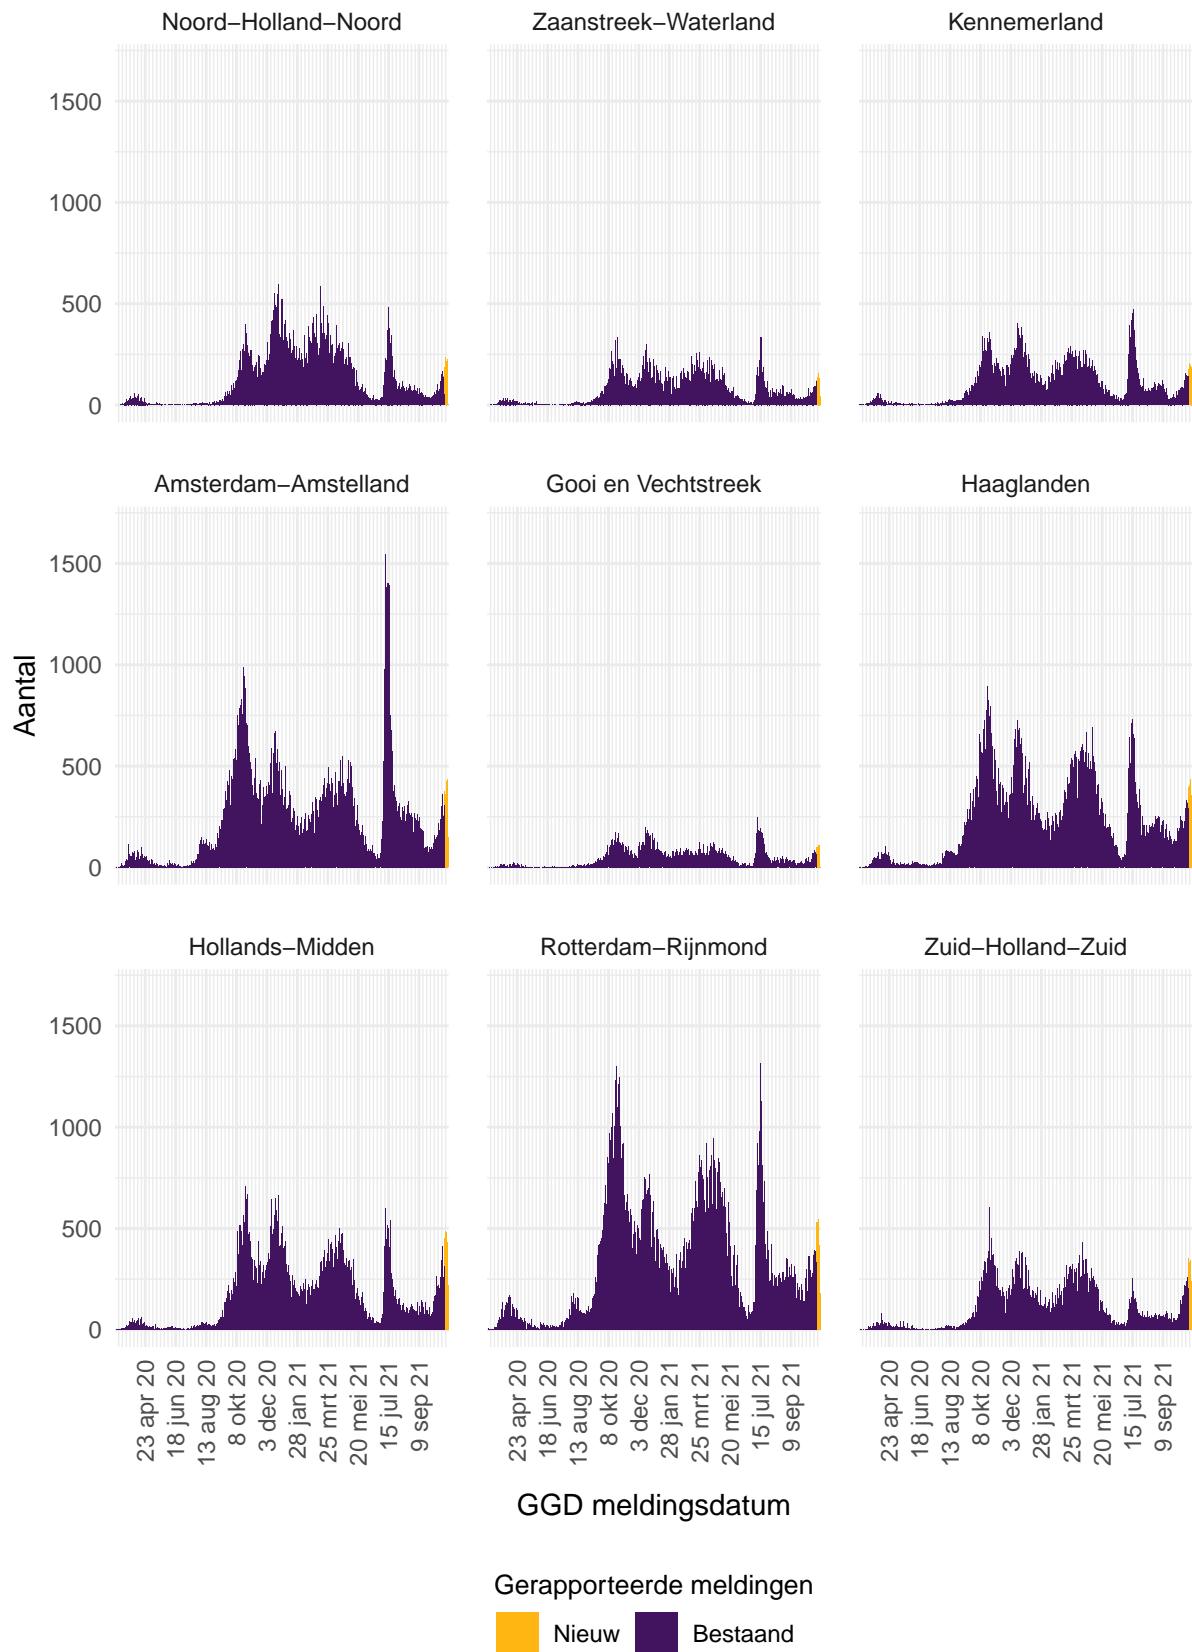 Noord−Holland−Noord
Zaanstreek−Waterland
Kennemerland
1500
1000
500
0
Amsterdam−Amstelland
Gooi en Vechtstreek
Haaglanden
1500
1000
500
0
Aantal
Hollands−Midden
Rotterdam−Rijnmond
Zuid−Holland−Zuid
1500
1000
500
0
23 apr 20
18 jun 20
13 aug 20
8 okt 20
3 dec 20
28 jan 21
25 mrt 21
20 mei 21
15 jul 21
9 sep 21
23 apr 20
18 jun 20
13 aug 20
8 okt 20
3 dec 20
28 jan 21
25 mrt 21
20 mei 21
15 jul 21
9 sep 21
23 apr 20
18 jun 20
13 aug 20
8 okt 20
3 dec 20
28 jan 21
25 mrt 21
20 mei 21
15 jul 21
9 sep 21
GGD meldingsdatum
Gerapporteerde meldingen
Nieuw
Bestaand